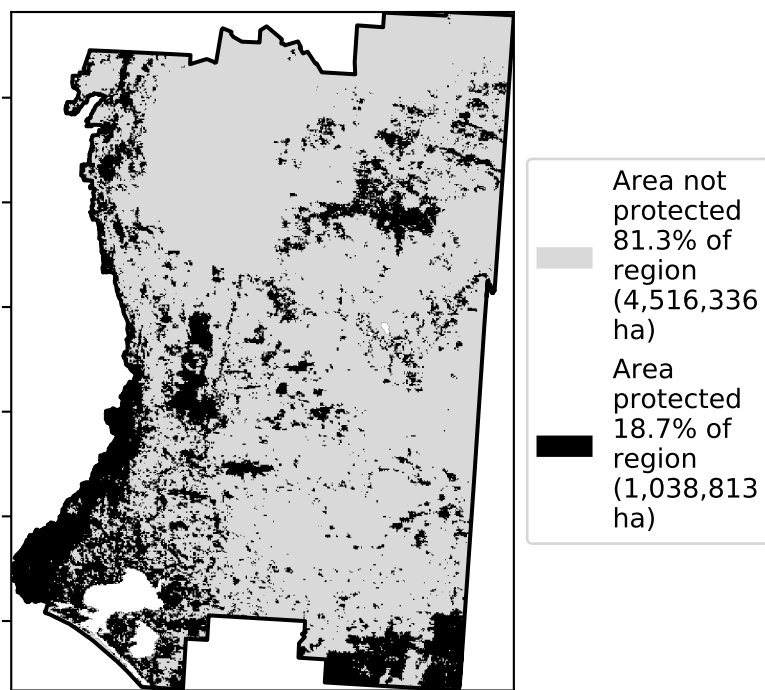 Area not
protected
81.3% of
region
(4,516,336
ha)
Area
protected
18.7% of
region
(1,038,813
ha)